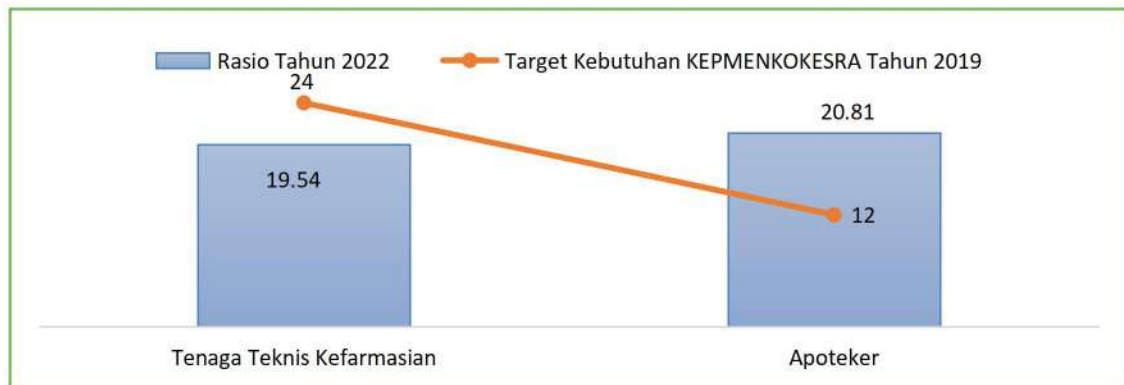 Rasio Tahun 2022
Target Kebutuhan KEPMENKOKESRA Tahun 2019
24
20.81
19.54
12
Tenaga Teknis Kefarmasian
Apoteker